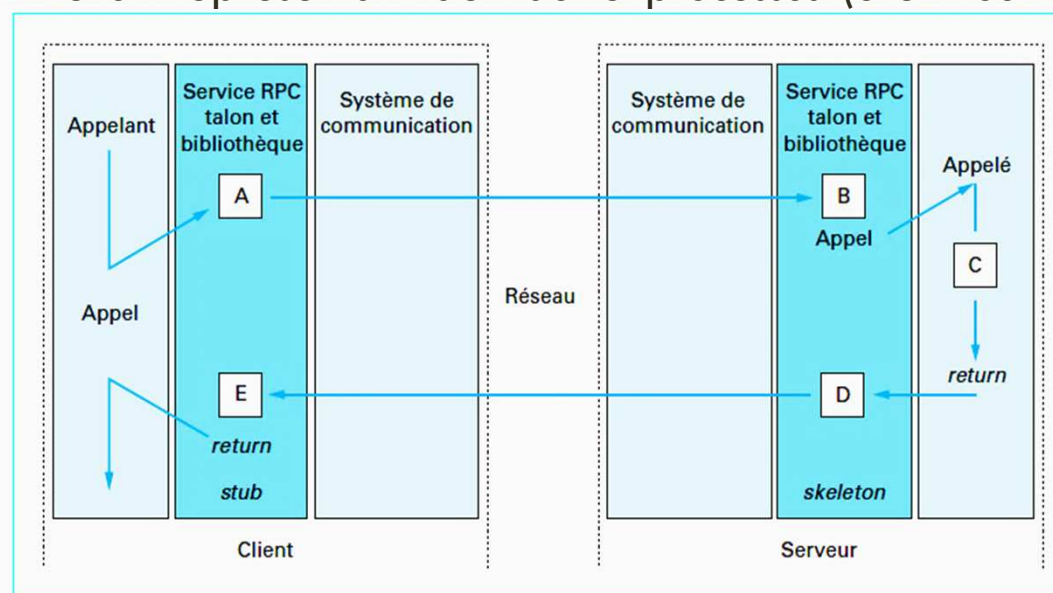 Appelant
Service RPC
talon et
bibliothèque
Système de
communication
A
Appel
E
return
stub
Client
Réseau
Système de
communication
Service RPC
talon et
bibliothèque
B
Appel
D
skeleton
Appelé
C
return
Serveur